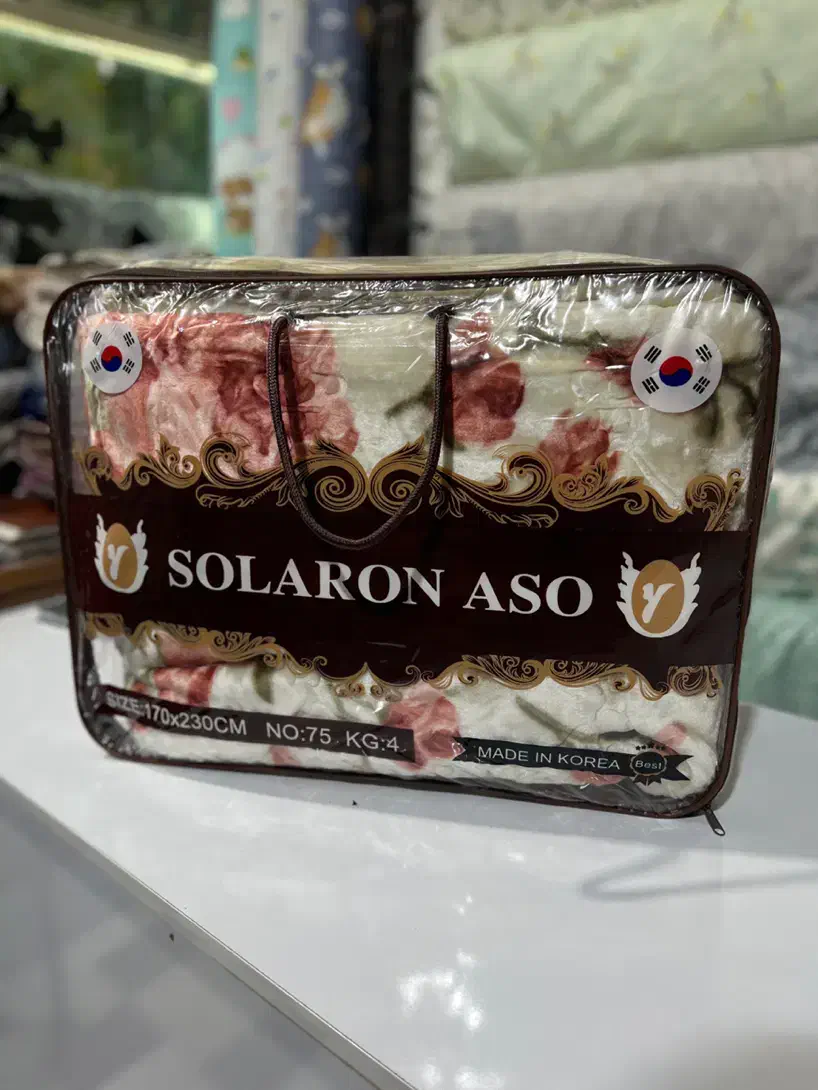 Y SOLARON ASO Y
SIZE:170x230CM NO:75 KG:4
MADE IN KOREA Best